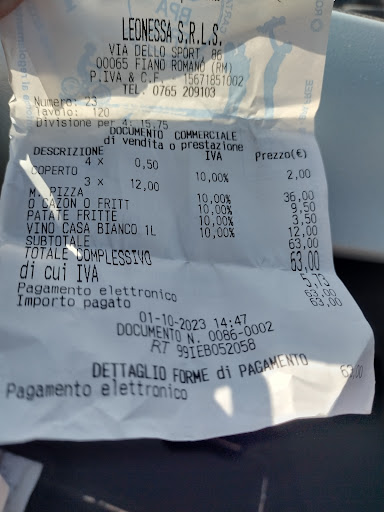 LEONESSA S.R.L.S.
VIA DELLO SPORT, 86
00065 FIANO ROMANO (RM)
P.IVA & C.F. 15671851002
TEL. 0765 209103
Numero: 23
Tavolo: 120
Divisione per 4: 15,75
DOCUMENTO COMMERCIALE
di vendita o prestazione
DESCRIZIONE IVA Prezzo(€)
4 x 0,50
COPERTO 10,00% 2,00
3 x 12,00
M. PIZZA 10,00% 36,00
O CAZON O FRITT 10,00% 9,50
PATATE FRITTE 10,00% 3,50
VINO CASA BIANCO 1L 10,00% 12,00
SUBTOTALE 63,00
TOTALE COMPLESSIVO 63,00
di cui IVA 5,73
Pagamento elettronico 63,00
Importo pagato 63,00
01-10-2023 14:47
DOCUMENTO N. 0086-0002
RT 99IEB052058
DETTAGLIO FORME di PAGAMENTO
Pagamento elettronico 63,00